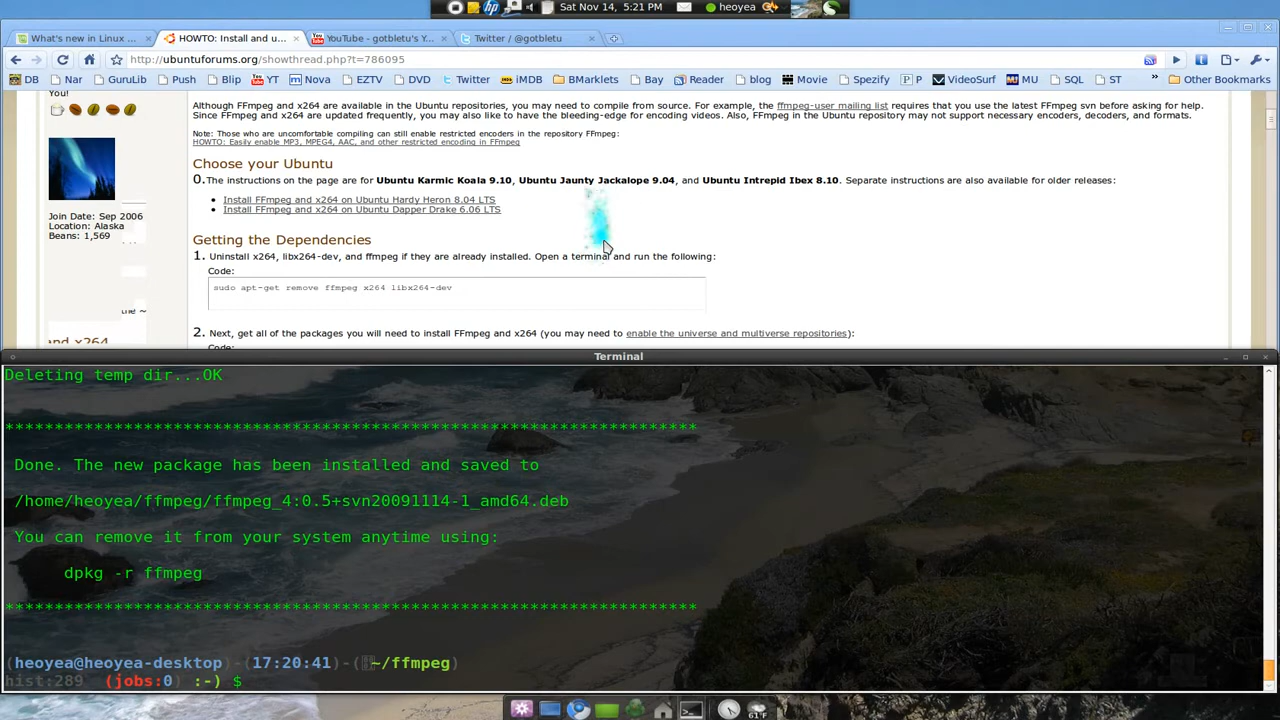 Sat Nov 14, 5:21 PM heoyea
What's new in Linux ... HOWTO: Install and u... YouTube - gotbletu's Y... Twitter / @gotbletu
http://ubuntuforums.org/showthread.php?t=786095
DB Nar GuruLib Push Blip YT Nova EZTV DVD Twitter iMDB BMarklets Bay Reader blog Movie Spezify P VideoSurf MU SQL ST » Other Bookmarks
You!
Although FFmpeg and x264 are available in the Ubuntu repositories, you may need to compile from source. For example, the ffmpeg-user mailing list requires that you use the latest FFmpeg svn before asking for help.
Since FFmpeg and x264 are updated frequently, you may also like to have the bleeding-edge for encoding videos. Also, FFmpeg in the Ubuntu repository may not support necessary encoders, decoders, and formats.
Note: Those who are uncomfortable compiling can still enable restricted encoders in the repository FFmpeg:
HOWTO: Easily enable MP3, MPEG4, AAC, and other restricted encoding in FFmpeg
Choose your Ubuntu
0.The instructions on the page are for Ubuntu Karmic Koala 9.10, Ubuntu Jaunty Jackalope 9.04, and Ubuntu Intrepid Ibex 8.10. Separate instructions are also available for older releases:
• Install FFmpeg and x264 on Ubuntu Hardy Heron 8.04 LTS
• Install FFmpeg and x264 on Ubuntu Dapper Drake 6.06 LTS
Join Date: Sep 2006
Location: Alaska
Beans: 1,569
Getting the Dependencies
1. Uninstall x264, libx264-dev, and ffmpeg if they are already installed. Open a terminal and run the following:
Code:
sudo apt-get remove ffmpeg x264 libx264-dev
the ~
and x264
2. Next, get all of the packages you will need to install FFmpeg and x264 (you may need to enable the universe and multiverse repositories):
Code:
Terminal
Deleting temp dir...OK
**********************************************************************
Done. The new package has been installed and saved to
/home/heoyea/ffmpeg/ffmpeg_4:0.5+svn20091114-1_amd64.deb
You can remove it from your system anytime using:
dpkg -r ffmpeg
**********************************************************************
(heoyea@heoyea-desktop)-(17:20:41)-(~/ffmpeg)
hist:289 (jobs:0) :-) $
61°F